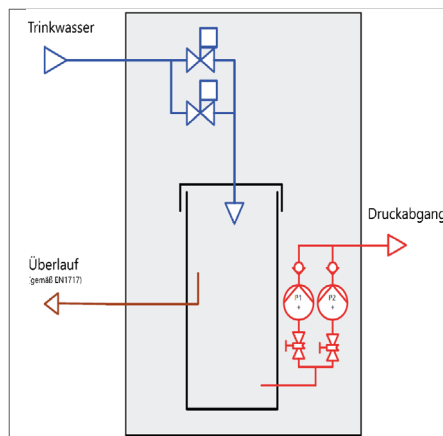 Trinkwasser
Druckabgang
Überlauf
(gemäß EN1717)
P1
+
P2
+